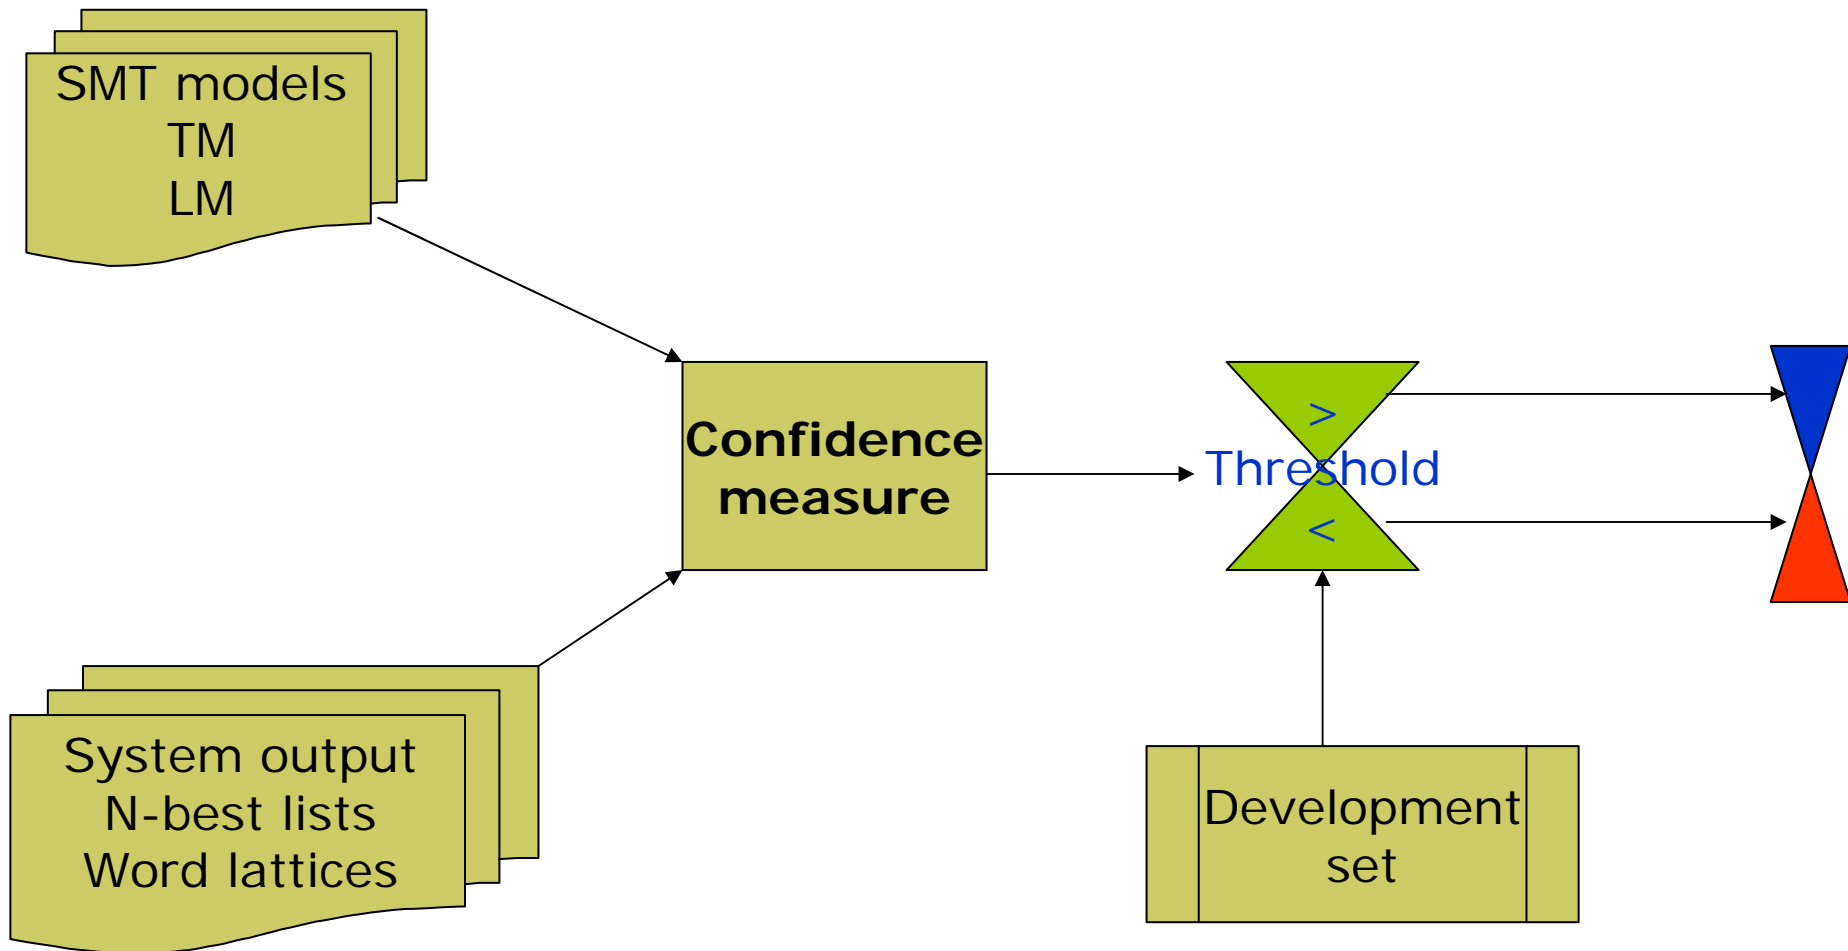 SMT models
TM
LM
Confidence
measure
>
Threshold
<
System output
N-best lists
Word lattices
Development
set